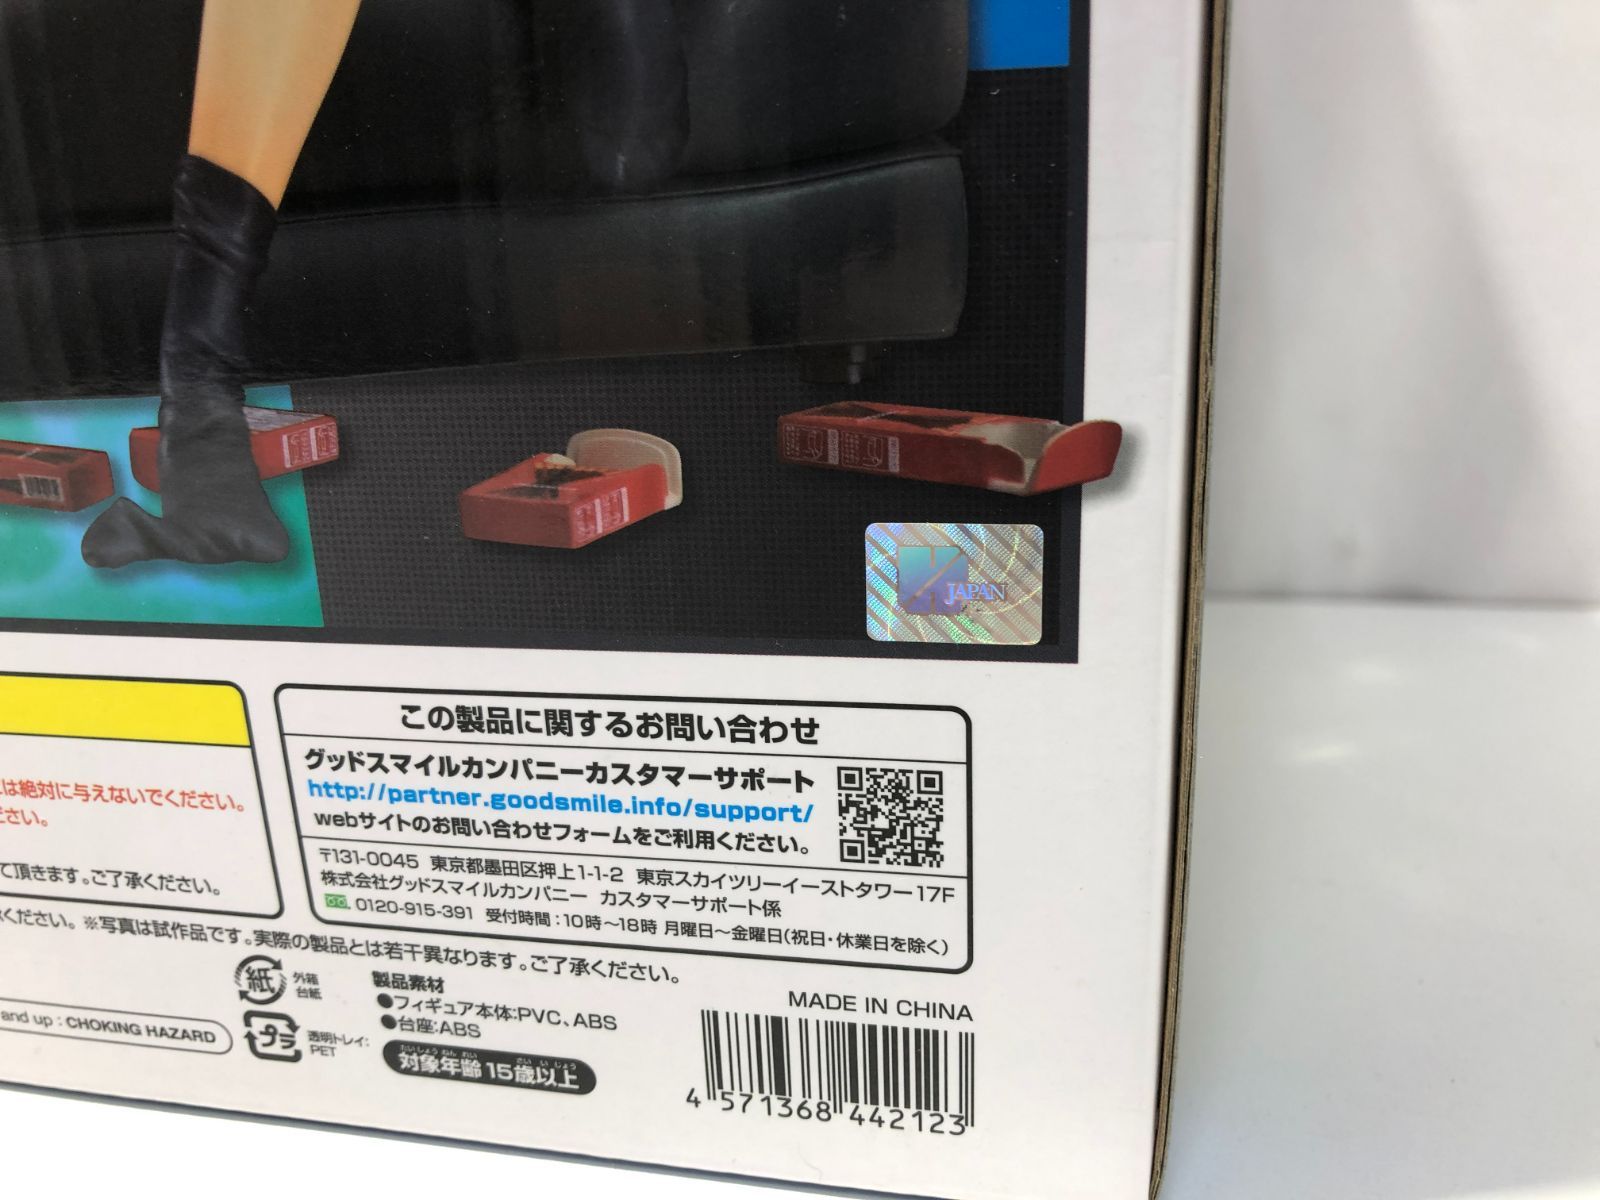 JAPAN
この製品に関するお問い合わせ
グッドスマイルカンパニーカスタマーサポート
http://partner.goodsmile.info/support/
webサイトのお問い合わせフォームをご利用ください。
〒131-0045 東京都墨田区押上1-1-2 東京スカイツリーイーストタワー17F
株式会社グッドスマイルカンパニー カスタマーサポート係
0120-915-391 受付時間：10時～18時 月曜日～金曜日(祝日・休業日を除く)
は絶対に与えないでください。
ださい。
て頂きます。ご了承ください。
ください。※写真は試作品です。実際の製品とは若干異なります。ご了承ください。
紙 外箱 台紙
プラ 透明トレイ: PET
and up : CHOKING HAZARD
製品素材
●フィギュア本体:PVC、ABS
●台座:ABS
対象年齢15歳以上
MADE IN CHINA
4 571368 442123